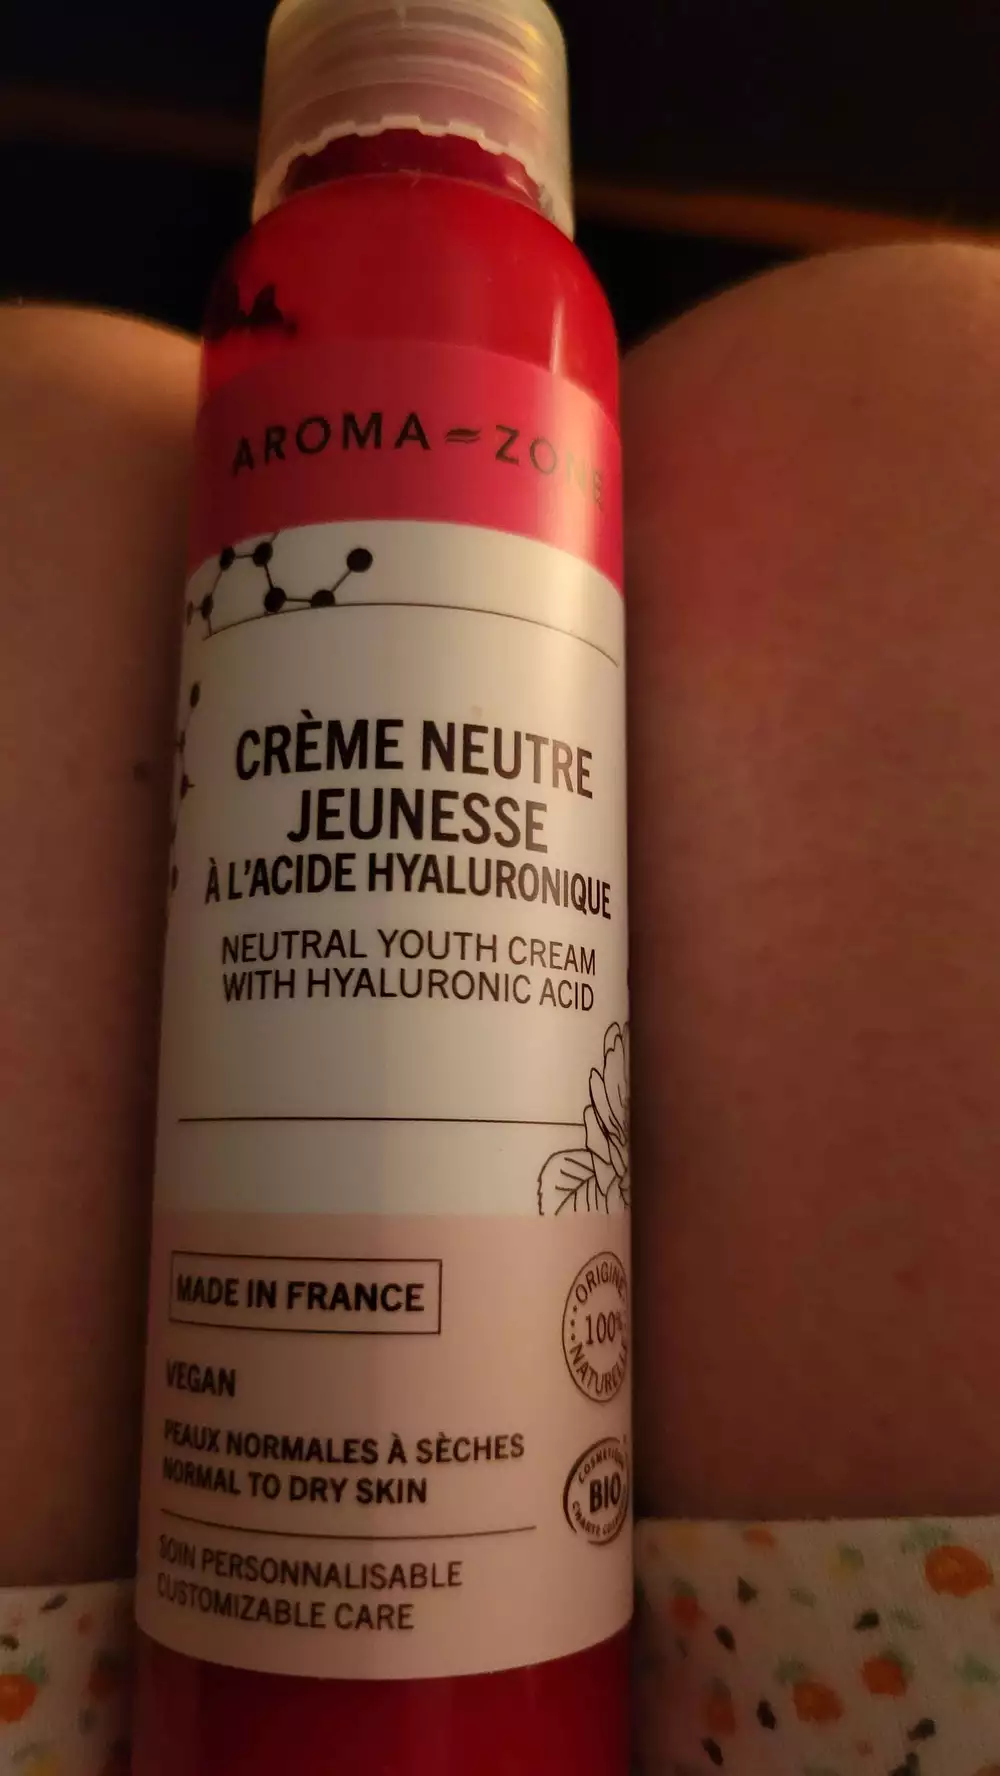 AROMA=ZONE
CRÈME NEUTRE
JEUNESSE
À L'ACIDE HYALURONIQUE
NEUTRAL YOUTH CREAM
WITH HYALURONIC ACID
MADE IN FRANCE
ORIGINE
100%
NATURELLE
VEGAN
PEAUX NORMALES À SÈCHES
NORMAL TO DRY SKIN
BIO
SOIN PERSONNALISABLE
CUSTOMIZABLE CARE